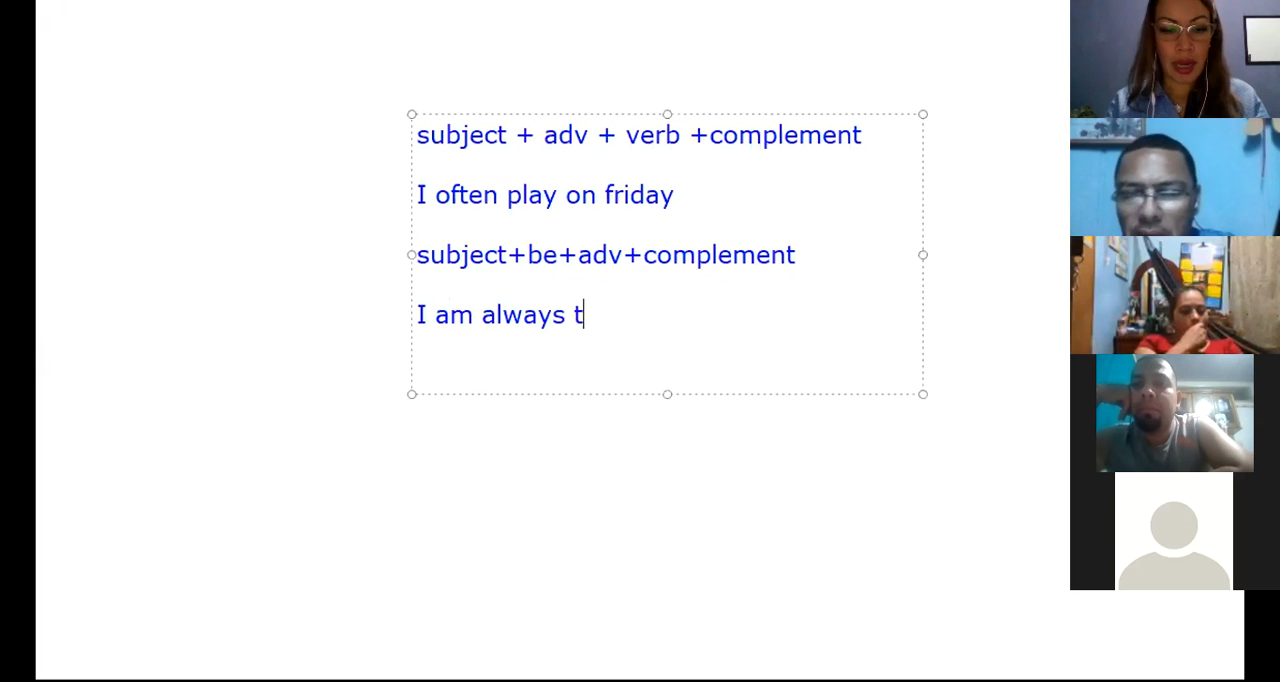 subject + adv + verb +complement
I often play on friday
subject+be+adv+complement
I am always t